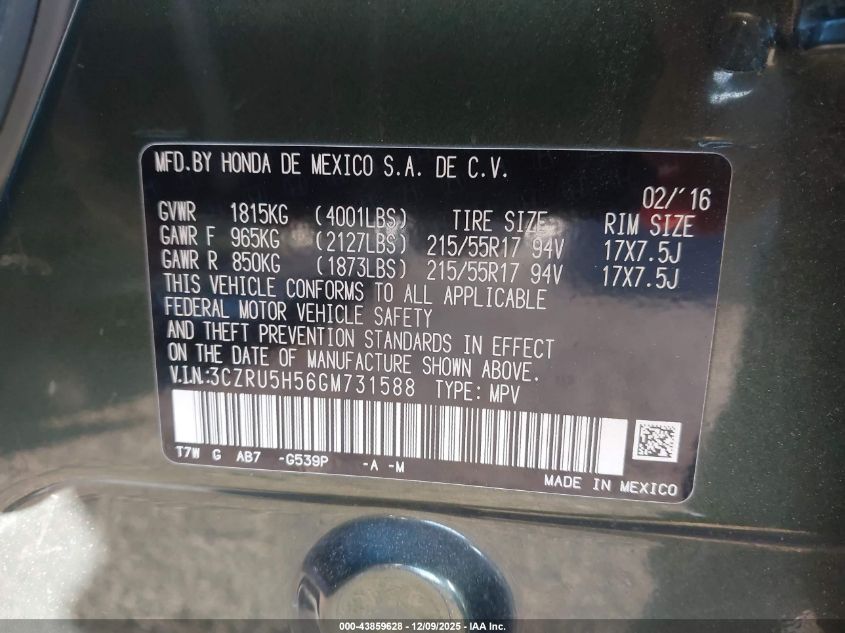 MFD.BY HONDA DE MEXICO S.A. DE C.V.
02/'16
GVWR 1815KG (4001LBS) TIRE SIZE RIM SIZE
GAWR F 965KG (2127LBS) 215/55R17 94V 17X7.5J
GAWR R 850KG (1873LBS) 215/55R17 94V 17X7.5J
THIS VEHICLE CONFORMS TO ALL APPLICABLE
FEDERAL MOTOR VEHICLE SAFETY
AND THEFT PREVENTION STANDARDS IN EFFECT
ON THE DATE OF MANUFACTURE SHOWN ABOVE.
V.I.N:3CZRU5H56GM731588 TYPE: MPV
T7W G AB7 -G539P -A -M
MADE IN MEXICO
000-43859628 - 12/09/2025 - IAA Inc.